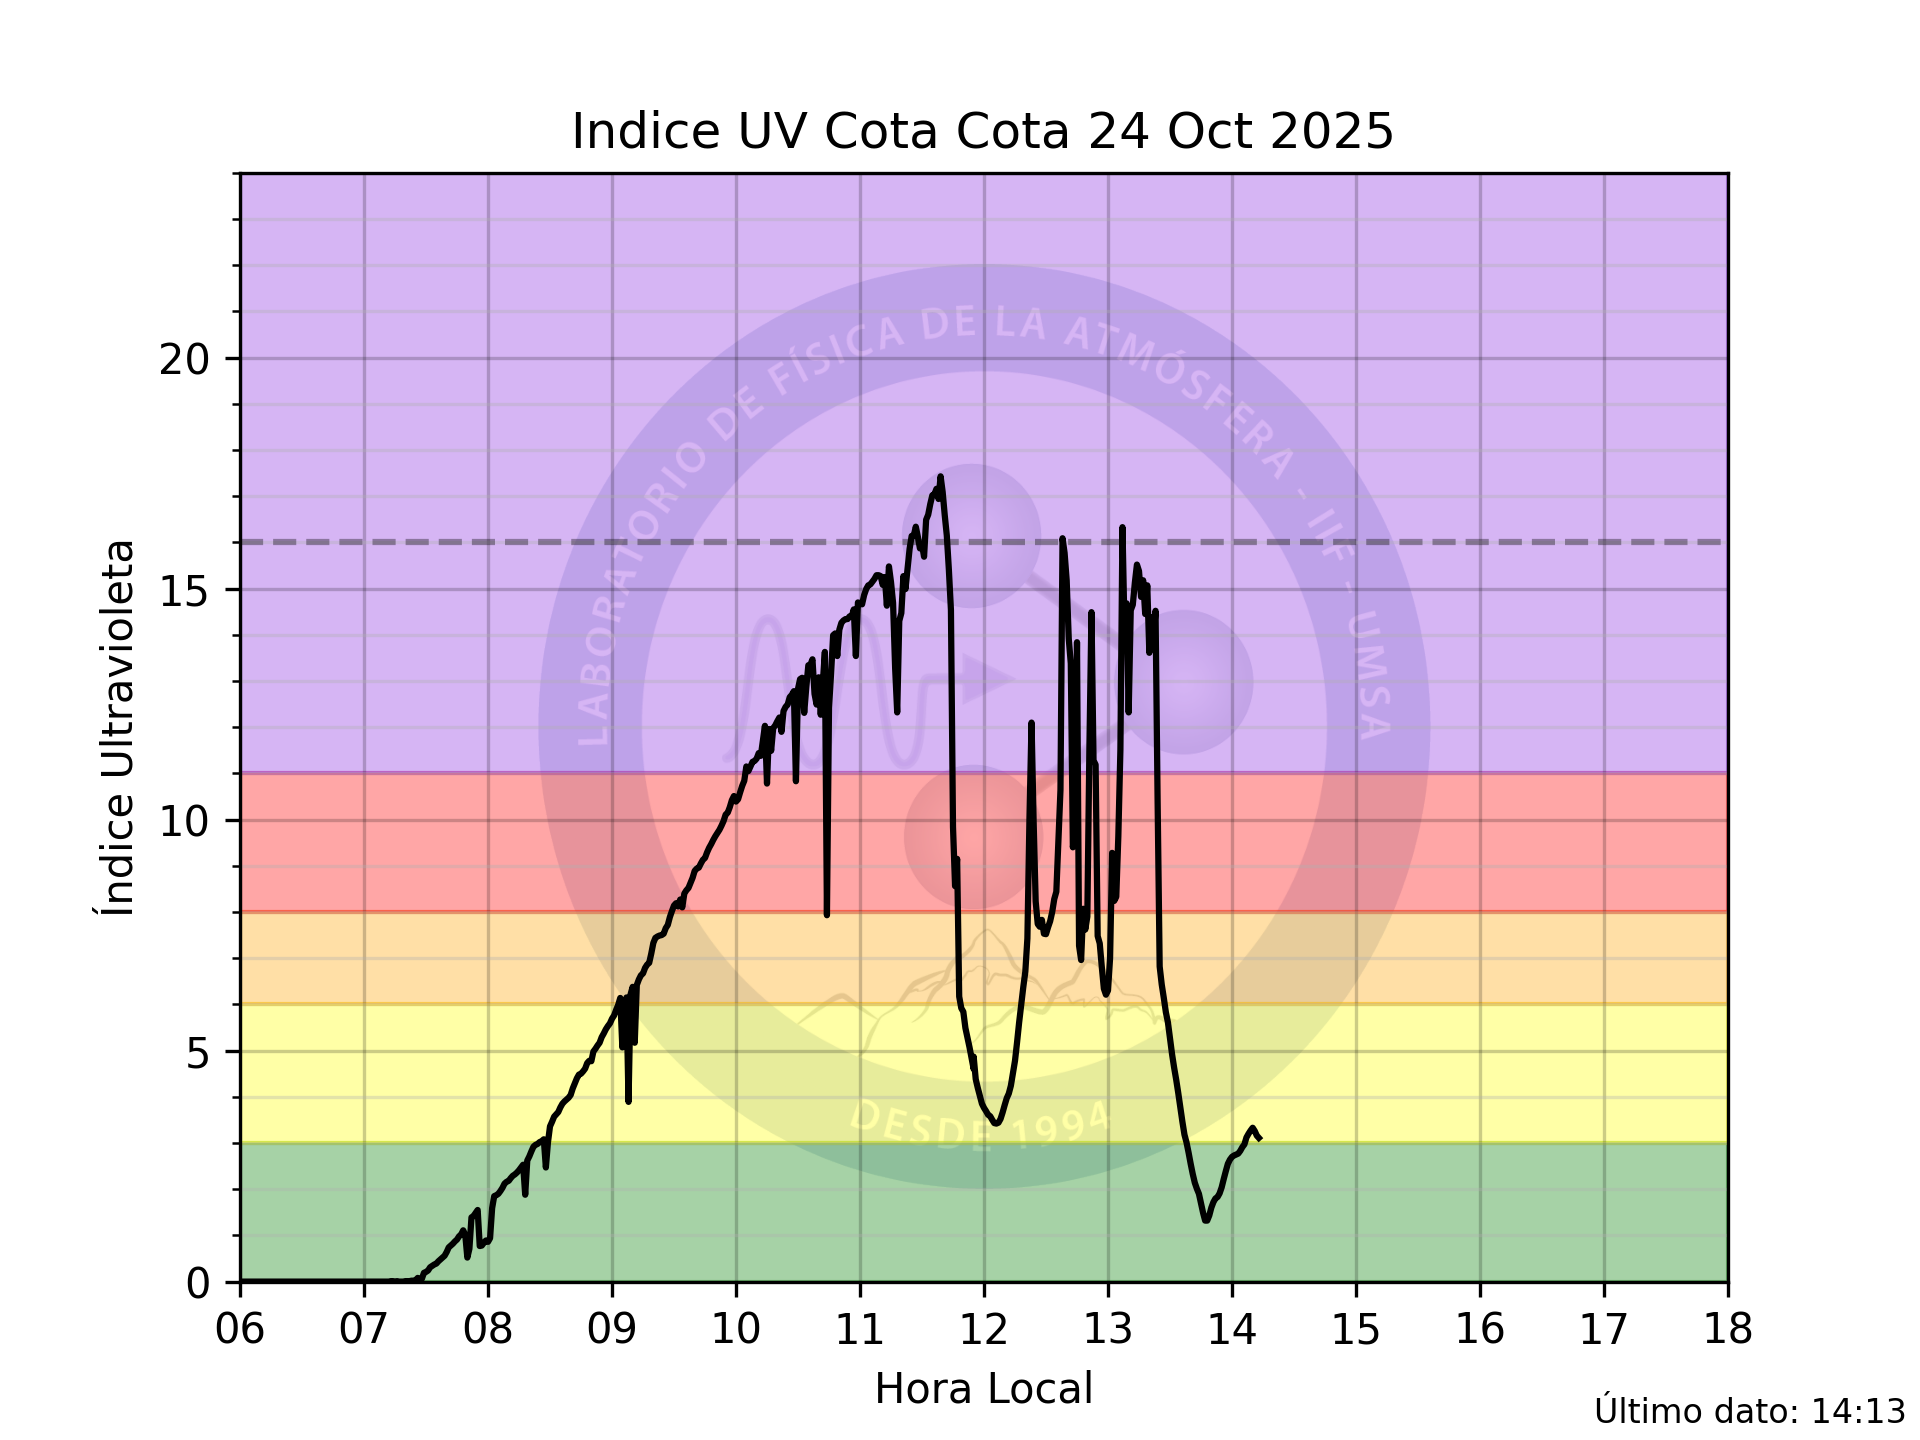 Indice UV Cota Cota 24 Oct 2025
LABORATORIO DE FÍSICA DE LA ATMÓSFERA - IIF - UMSA
DESDE 1994
Índice Ultravioleta
20
15
10
5
0
06 07 08 09 10 11 12 13 14 15 16 17 18
Hora Local
Último dato: 14:13